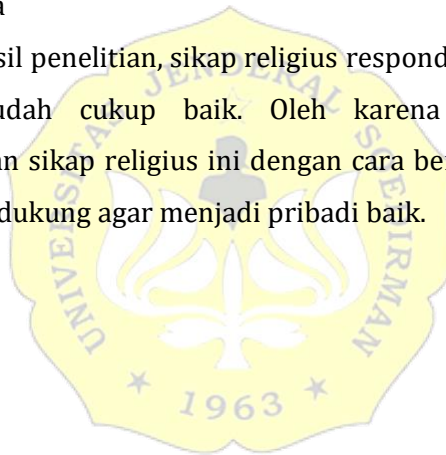 a
sil penelitian, sikap religius respond
udah cukup baik. Oleh karena
an sikap religius ini dengan cara be
dukung agar menjadi pribadi baik.
UNIVERSITAS JENDERAL SOEDIRMAN
* 1963 *